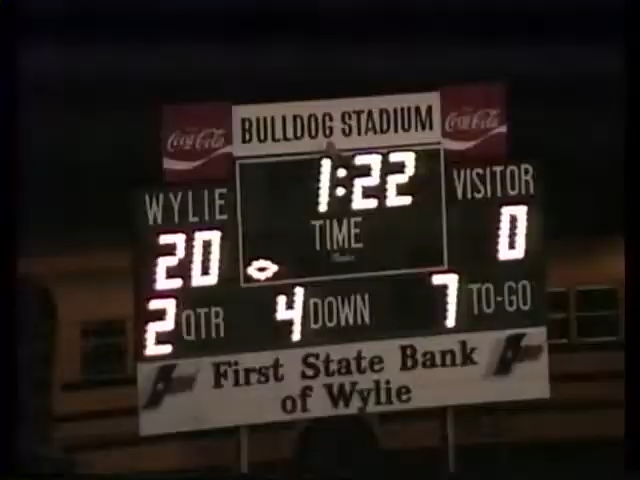 Coca-Cola BULLDOG STADIUM Coca-Cola
1:22
WYLIE TIME VISITOR
20 0
2 QTR 4 DOWN 7 TO-GO
First State Bank
of Wylie